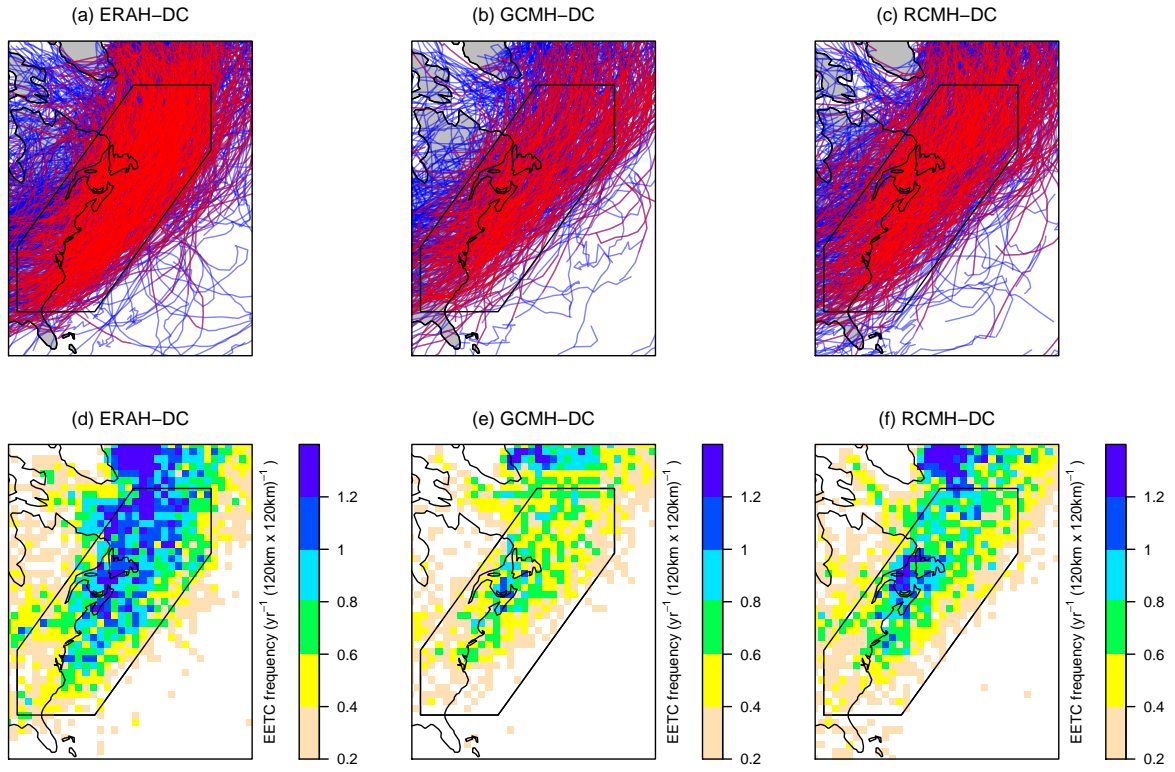 (a) ERAH−DC
(b) GCMH−DC
(c) RCMH−DC
(d) ERAH−DC
(e) GCMH−DC
(f) RCMH−DC
1.2
1
0.8
0.6
0.4
0.2
EETC frequency (yr⁻¹ (120km x 120km)⁻¹ )
1.2
1
0.8
0.6
0.4
0.2
EETC frequency (yr⁻¹ (120km x 120km)⁻¹ )
1.2
1
0.8
0.6
0.4
0.2
EETC frequency (yr⁻¹ (120km x 120km)⁻¹ )